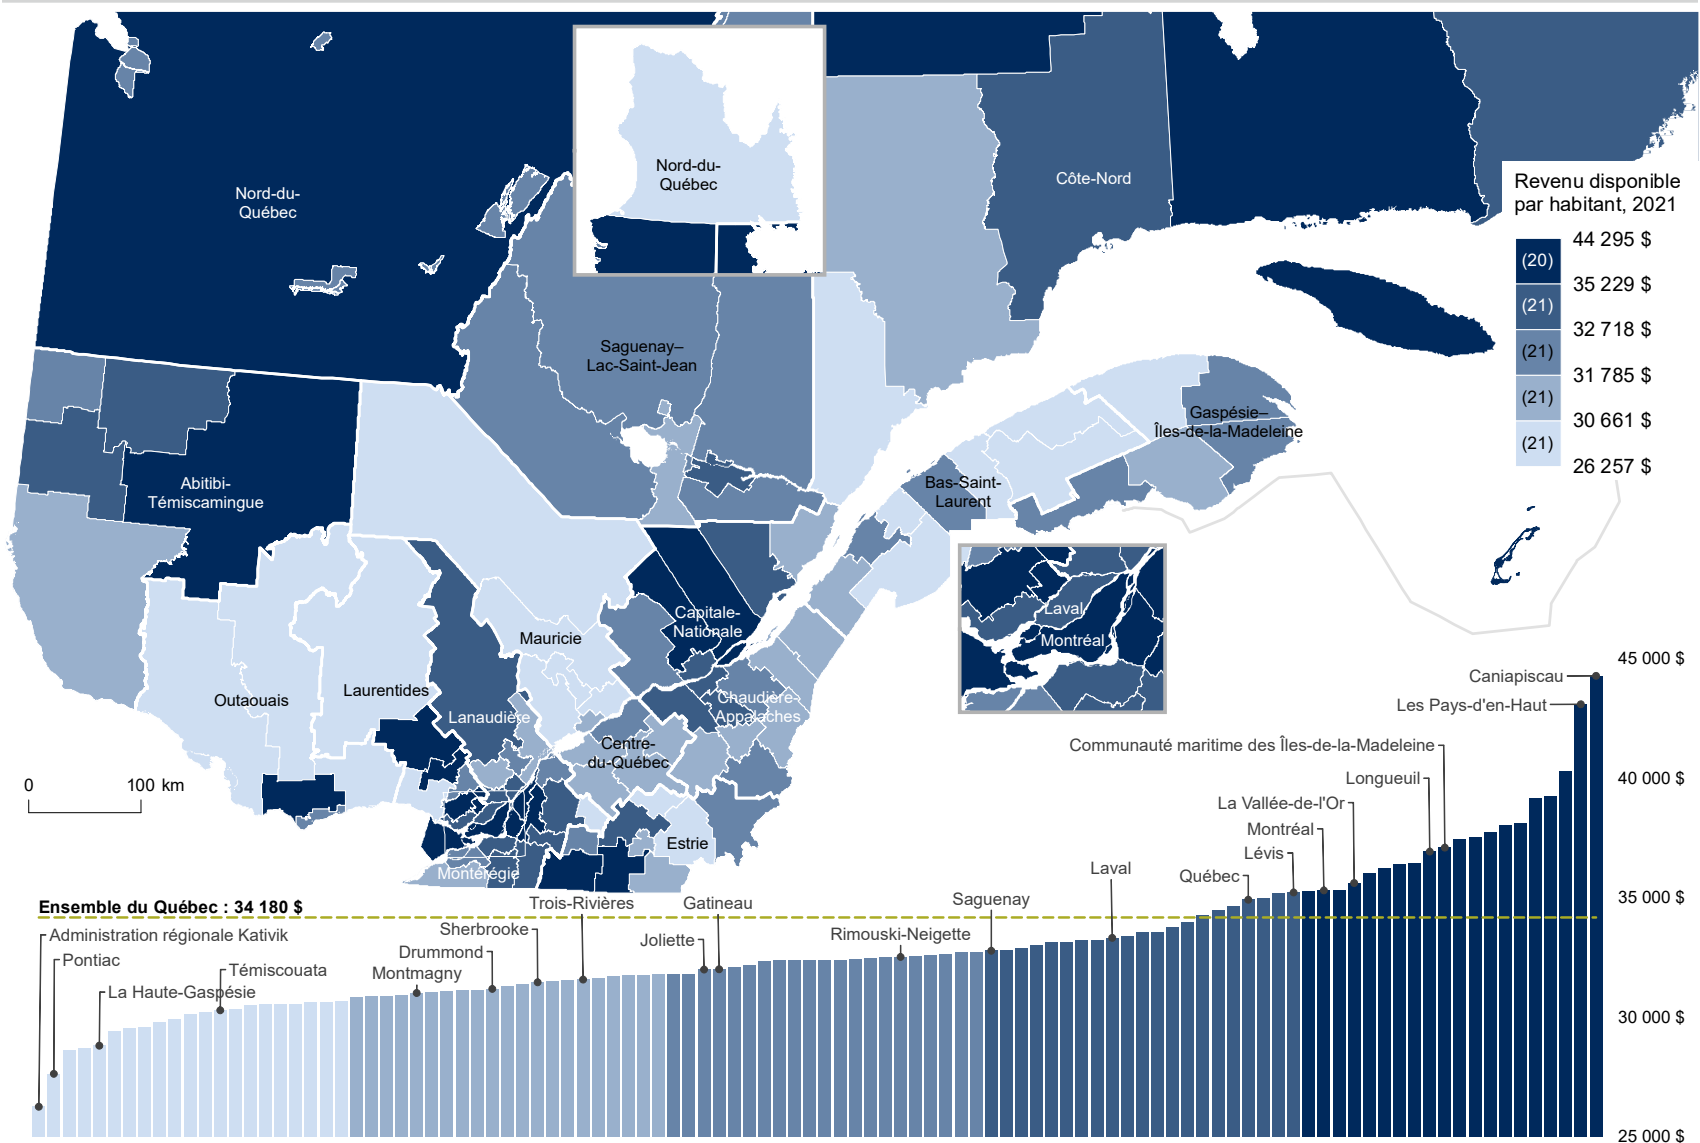 Nord-du-
Québec
Nord-du-
Québec
Côte-Nord
Revenu disponible
par habitant, 2021
44 295 $
(20)
35 229 $
(21)
32 718 $
(21)
31 785 $
(21)
30 661 $
(21)
26 257 $
Saguenay–
Lac-Saint-Jean
Gaspésie–
Îles-de-la-Madeleine
Abitibi-
Témiscamingue
Bas-Saint-
Laurent
Capitale-
Nationale
Laval
Montréal
Mauricie
Outaouais
Laurentides
Lanaudière
Chaudière-
Appalaches
Centre-
du-Québec
Estrie
Montérégie
0 100 km
45 000 $
Caniapiscau
Les Pays-d'en-Haut
Communauté maritime des Îles-de-la-Madeleine
Longueuil
40 000 $
La Vallée-de-l'Or
Montréal
Lévis
Laval
Québec
Saguenay
35 000 $
Trois-Rivières
Gatineau
Ensemble du Québec : 34 180 $
Administration régionale Kativik
Sherbrooke
Joliette
Rimouski-Neigette
Drummond
Pontiac
Témiscouata
Montmagny
La Haute-Gaspésie
30 000 $
25 000 $